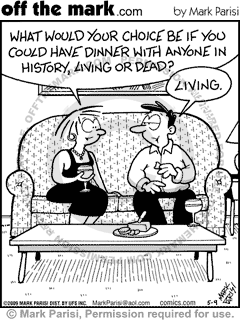 off the mark.com
by Mark Parisi
WHAT WOULD YOUR CHOICE BE IF YOU
COULD HAVE DINNER WITH ANYONE IN
HISTORY, LIVING OR DEAD?
LIVING.
©2009 MARK PARISI DIST. BY UFS INC.
MarkParisi@aol.com
comics.com
5-9
© Mark Parisi, Permission required for use.